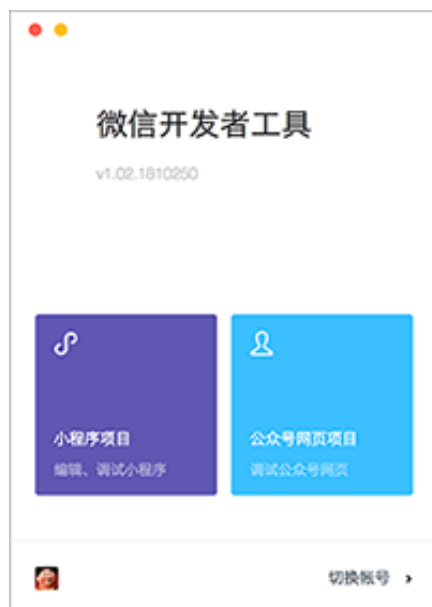 微信开发者工具
v1.02.1810250
小程序项目
编辑、调试小程序
公众号网页项目
调试公众号网页
切换帐号